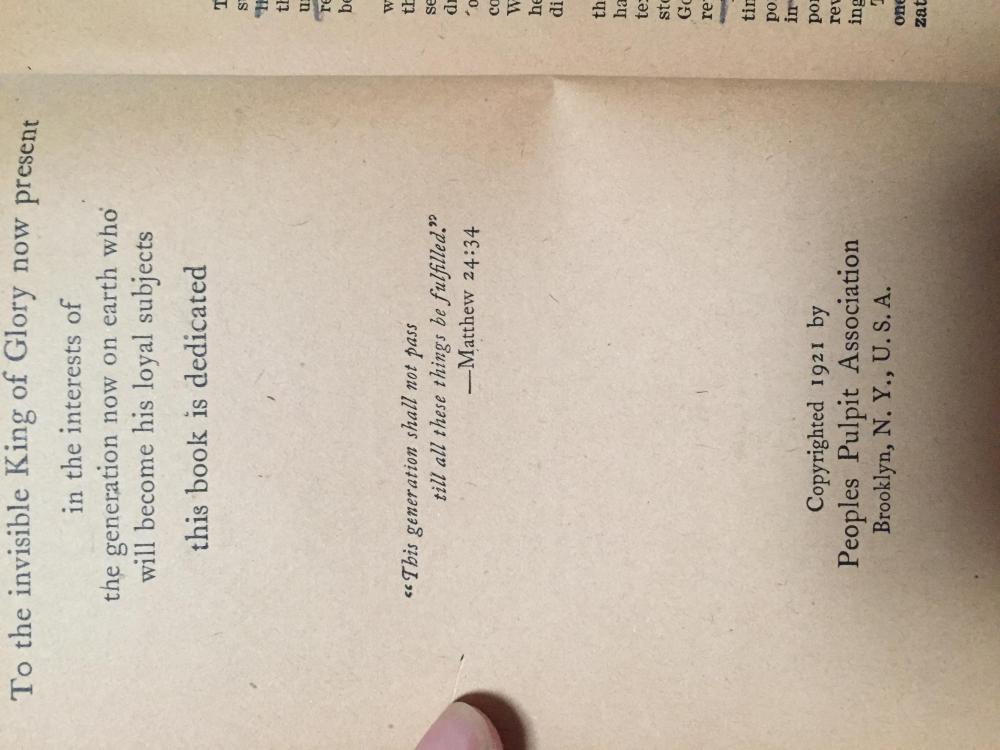 To the invisible King of Glory now present
in the interests of
the generation now on earth who
will become his loyal subjects
this book is dedicated
“This generation shall not pass
till all these things be fulfilled.”
—Matthew 24:34
Copyrighted 1921 by
Peoples Pulpit Association
Brooklyn, N. Y., U. S. A.